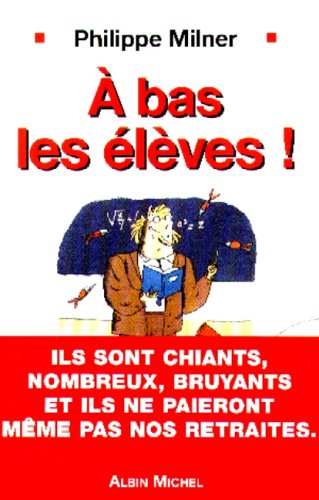 Philippe Milner
À bas
les élèves !
ILS SONT CHIANTS,
NOMBREUX, BRUYANTS
ET ILS NE PAIERONT
MÊME PAS NOS RETRAITES.
ALBIN MICHEL